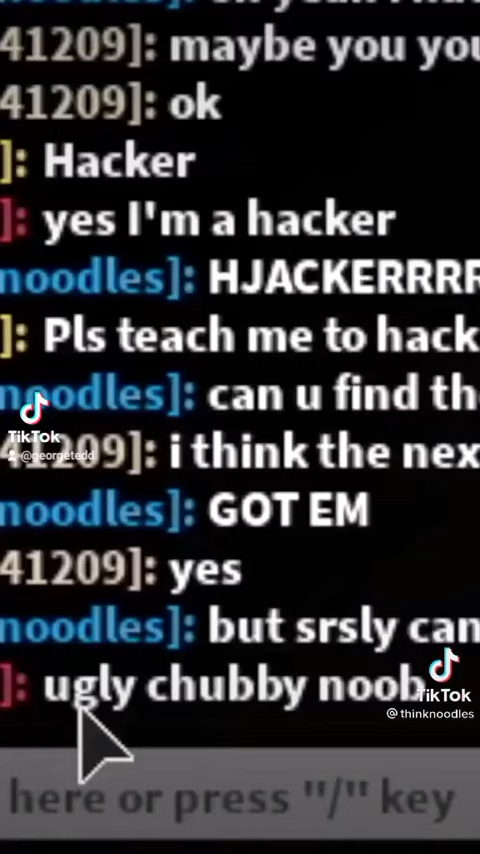 41209]: maybe you you
41209]: ok
]: Hacker
]: yes I'm a hacker
noodles]: HJACKERRRR
]: Pls teach me to hack
noodles]: can u find th
TikTok
@georgetedd
41209]: i think the nex
noodles]: GOT EM
41209]: yes
noodles]: but srsly can
]: ugly chubby noob
TikTok
@thinknoodles
here or press "/" key